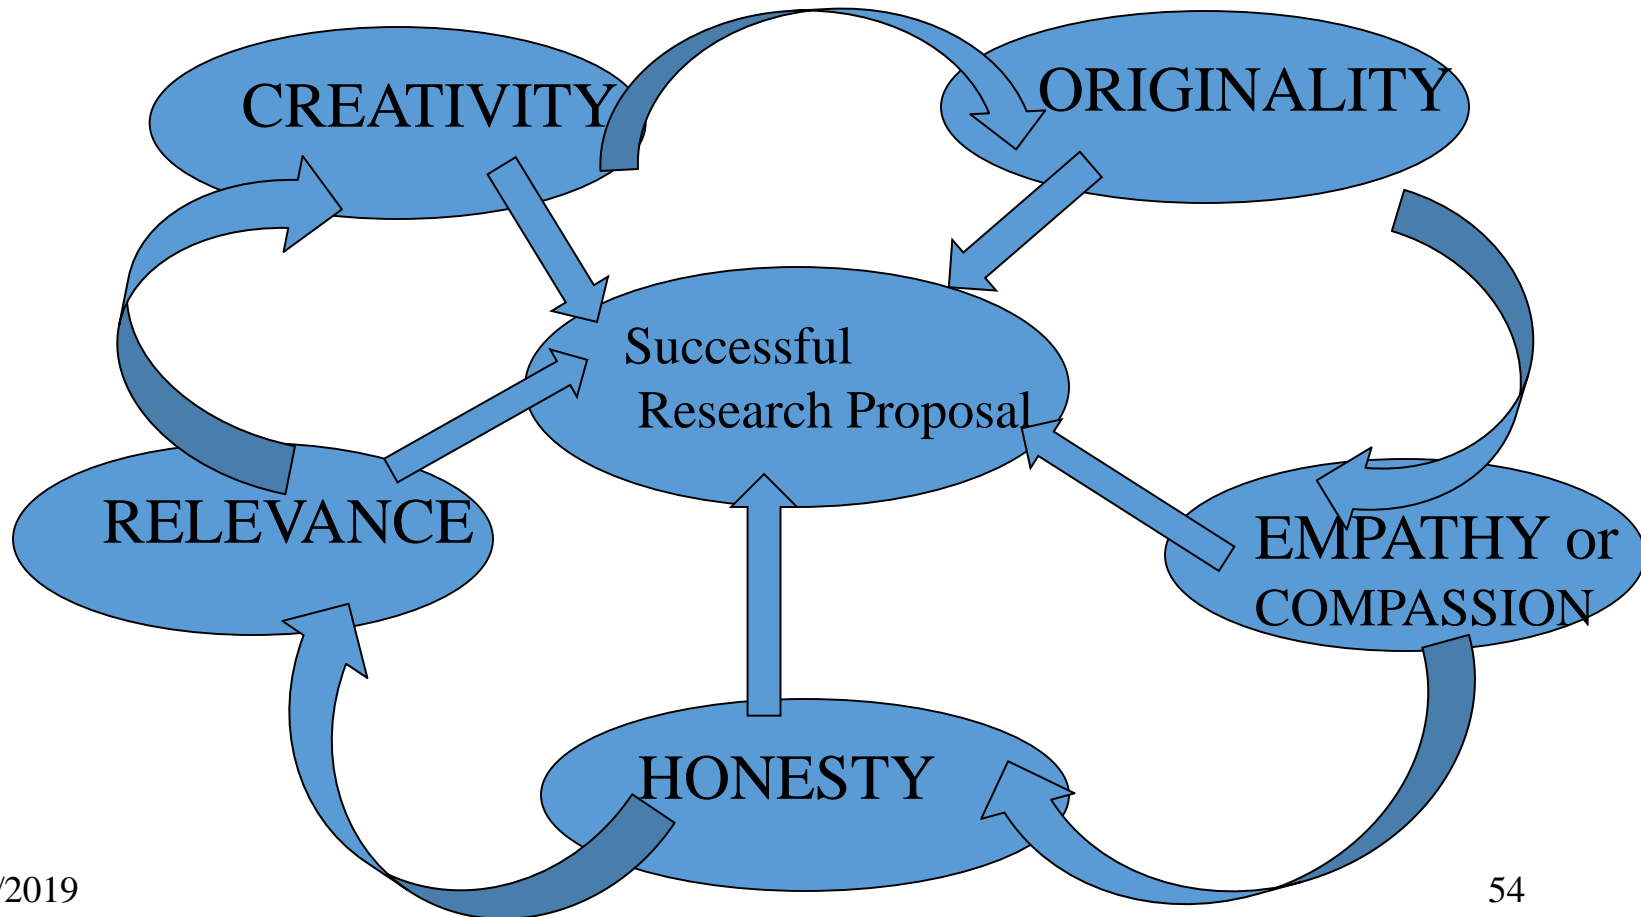 CREATIVITY
ORIGINALITY
Successful
Research Proposal
RELEVANCE
EMPATHY or
COMPASSION
HONESTY
/2019
54